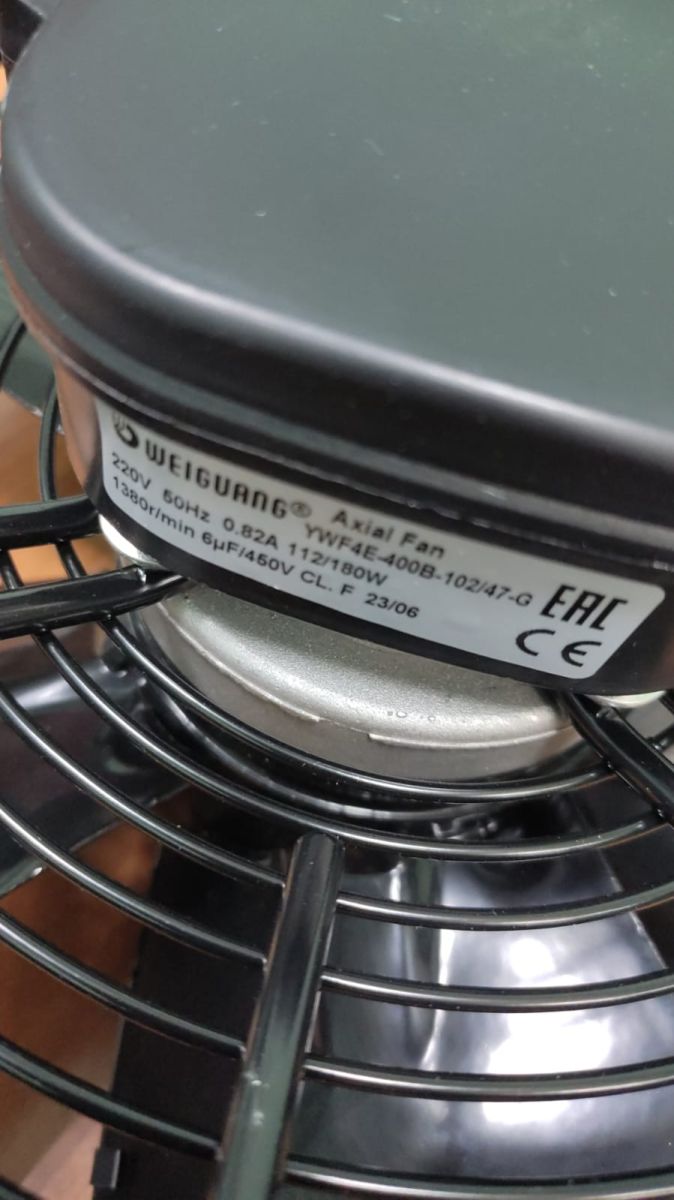 WEIGUANG® Axial Fan
YWF4E-400B-102/47-G
220V 50Hz 0.82A 112/180W
1380r/min 6µF/450V CL. F 23/06
EAC
CE